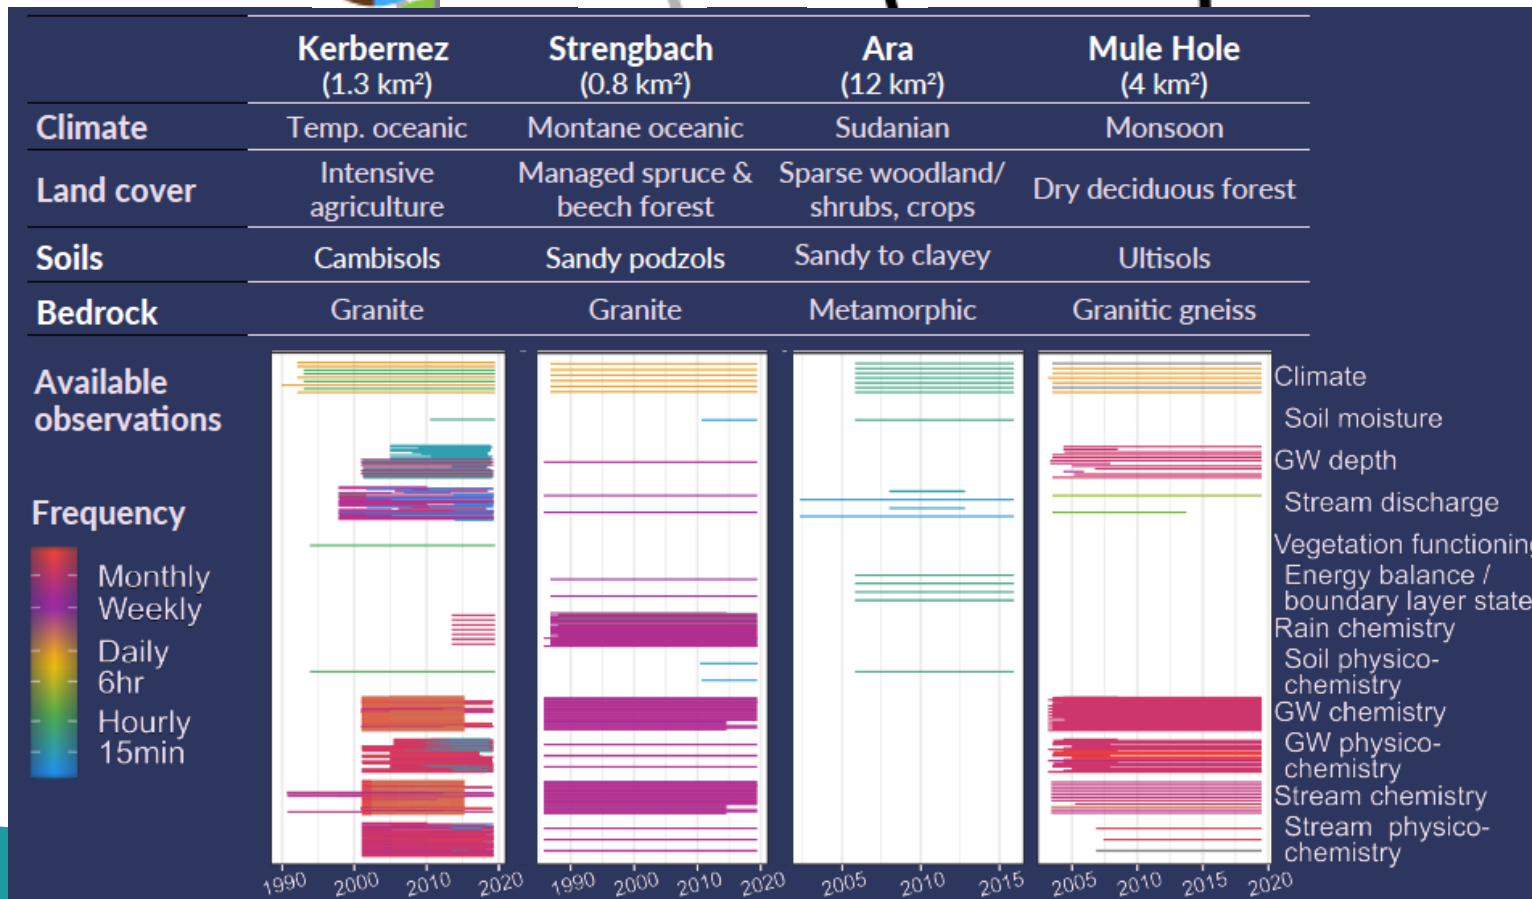 Kerbernez Strengbach Ara Mule Hole
(1.3 km²) (0.8 km²) (12 km²) (4 km²)
Climate Temp. oceanic Montane oceanic Sudanian Monsoon
Land cover Intensive agriculture Managed spruce & beech forest Sparse woodland/ shrubs, crops Dry deciduous forest
Soils Cambisols Sandy podzols Sandy to clayey Ultisols
Bedrock Granite Granite Metamorphic Granitic gneiss
Available
observations
Frequency
Monthly
Weekly
Daily
6hr
Hourly
15min
Climate
Soil moisture
GW depth
Stream discharge
Vegetation functioning
Energy balance /
boundary layer state
Rain chemistry
Soil physico-
chemistry
GW chemistry
GW physico-
chemistry
Stream chemistry
Stream physico-
chemistry
1990 2000 2010 2020 1990 2000 2010 2020 2005 2010 2015 2005 2010 2015 2020